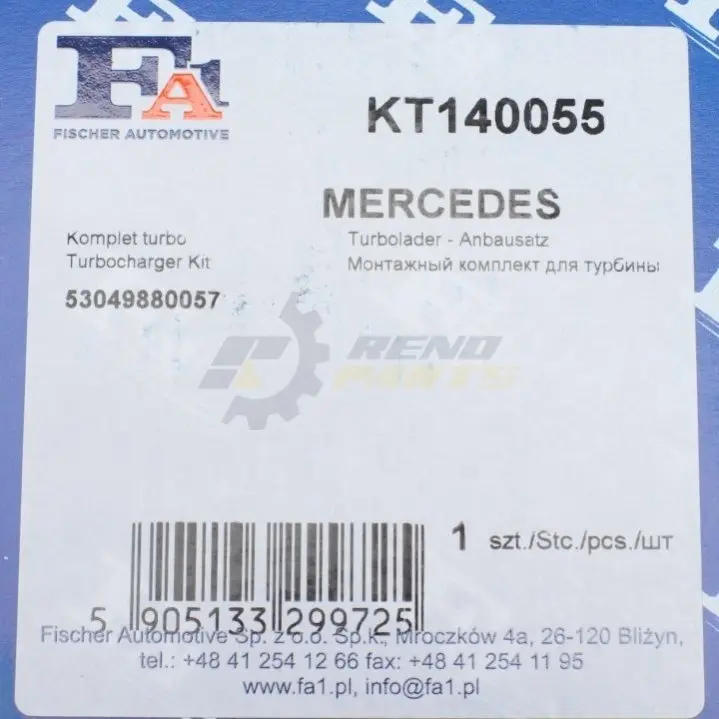 FA1
FISCHER AUTOMOTIVE
KT140055
MERCEDES
Komplet turbo
Turbocharger Kit
53049880057
Turbolader - Anbausatz
Монтажный комплект для турбины
RENO
PARTS
1 szt./Stc./pcs./шт
5 905133 299725
Fischer Automotive Sp. z o.o. Sp.k., Mroczków 4a, 26-120 Bliżyn,
tel.: +48 41 254 12 66 fax: +48 41 254 11 95
www.fa1.pl, info@fa1.pl